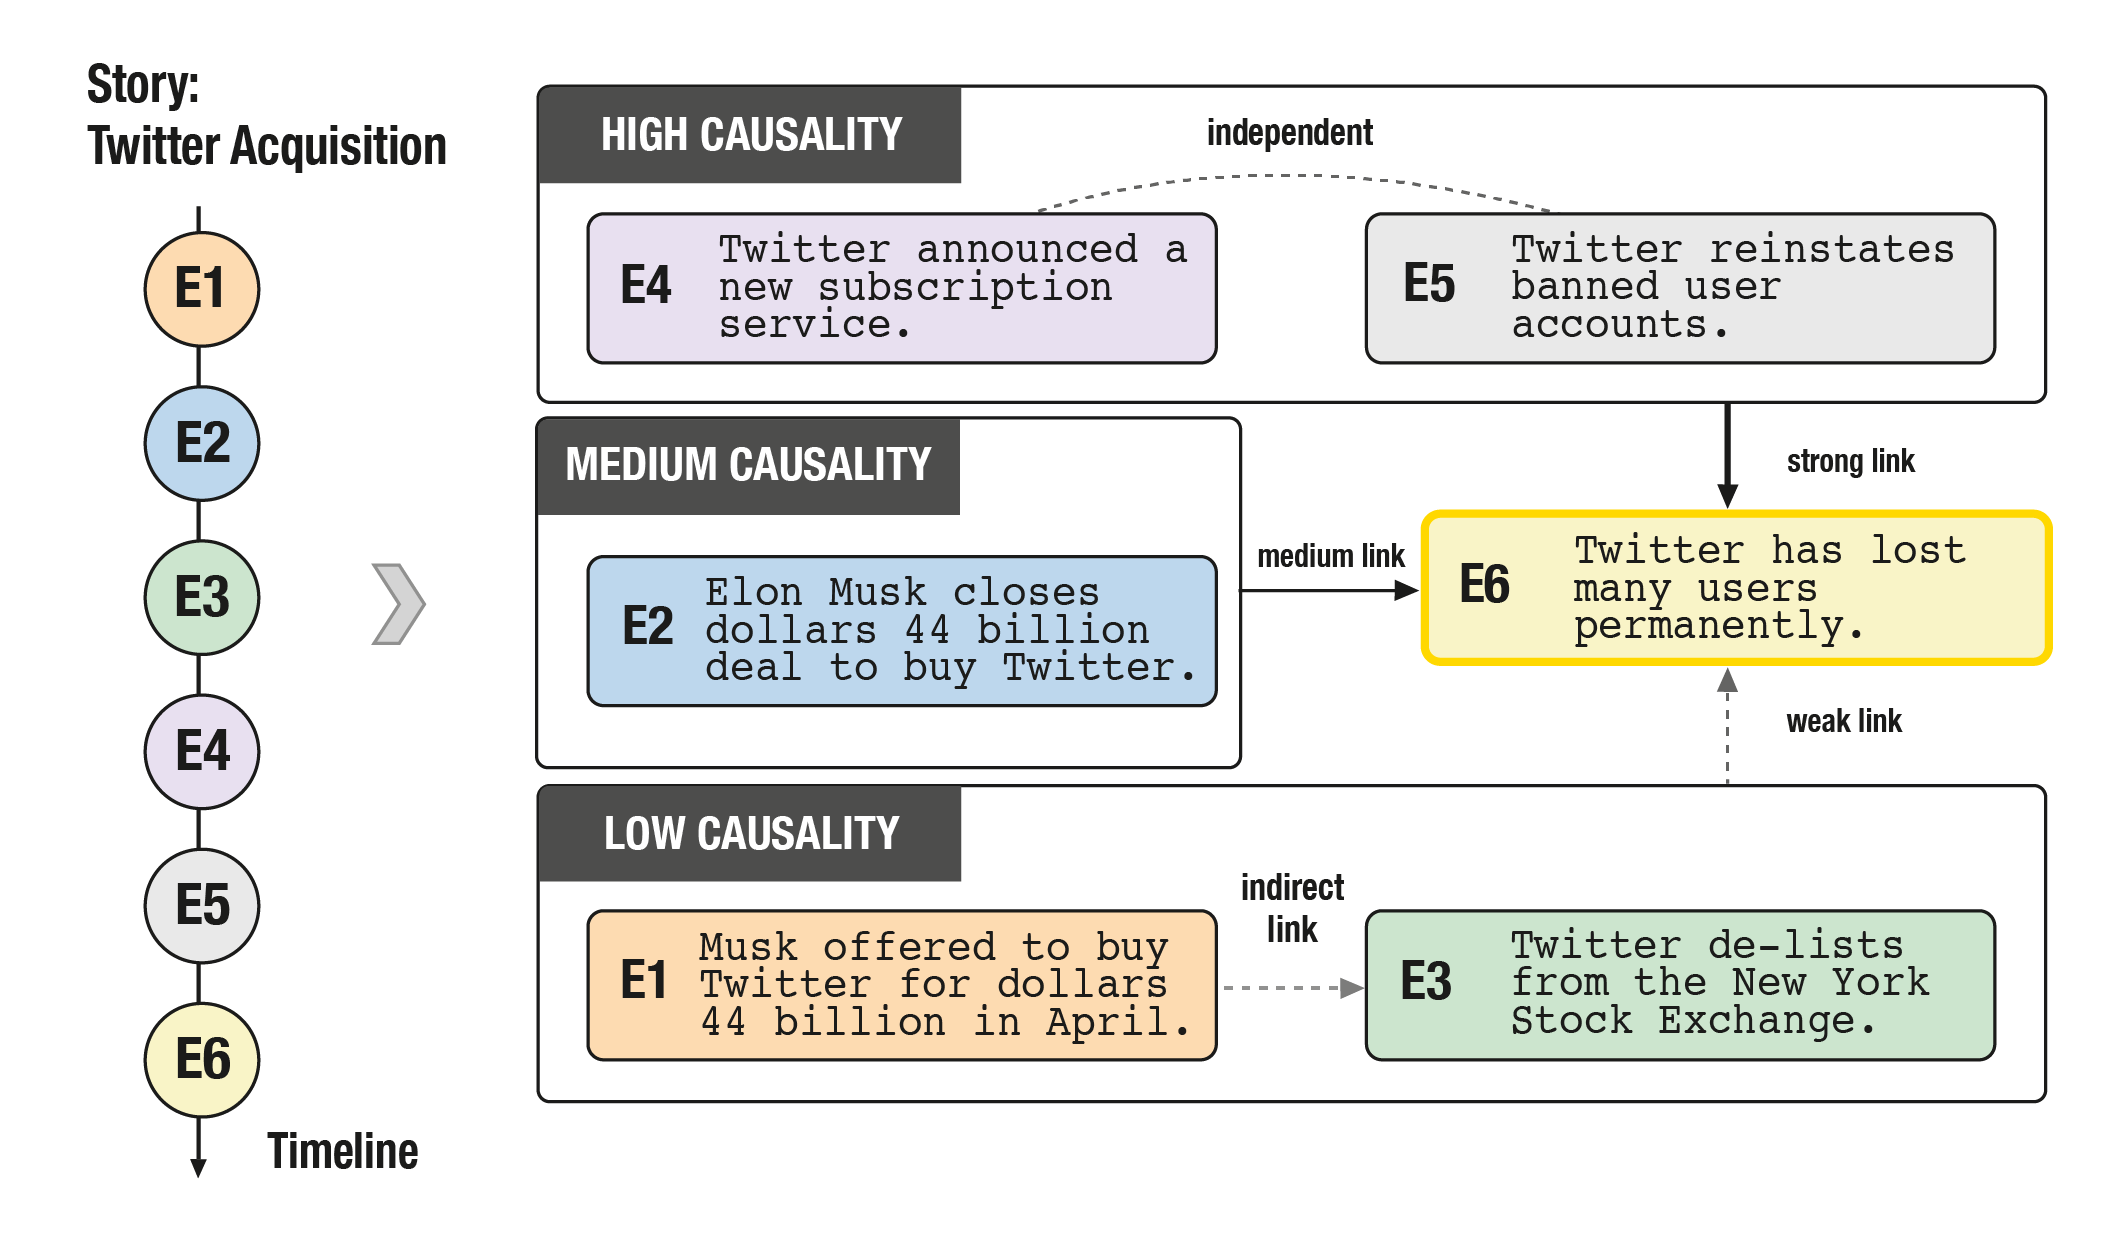 Story:
Twitter Acquisition
E1
E2
E3
E4
E5
E6
Timeline
HIGH CAUSALITY
independent
E4
Twitter announced a
new subscription
service.
E5
Twitter reinstates
banned user
accounts.
strong link
MEDIUM CAUSALITY
E2
Elon Musk closes
dollars 44 billion
deal to buy Twitter.
medium link
E6
Twitter has lost
many users
permanently.
weak link
LOW CAUSALITY
E1
Musk offered to buy
Twitter for dollars
44 billion in April.
indirect
link
E3
Twitter de-lists
from the New York
Stock Exchange.